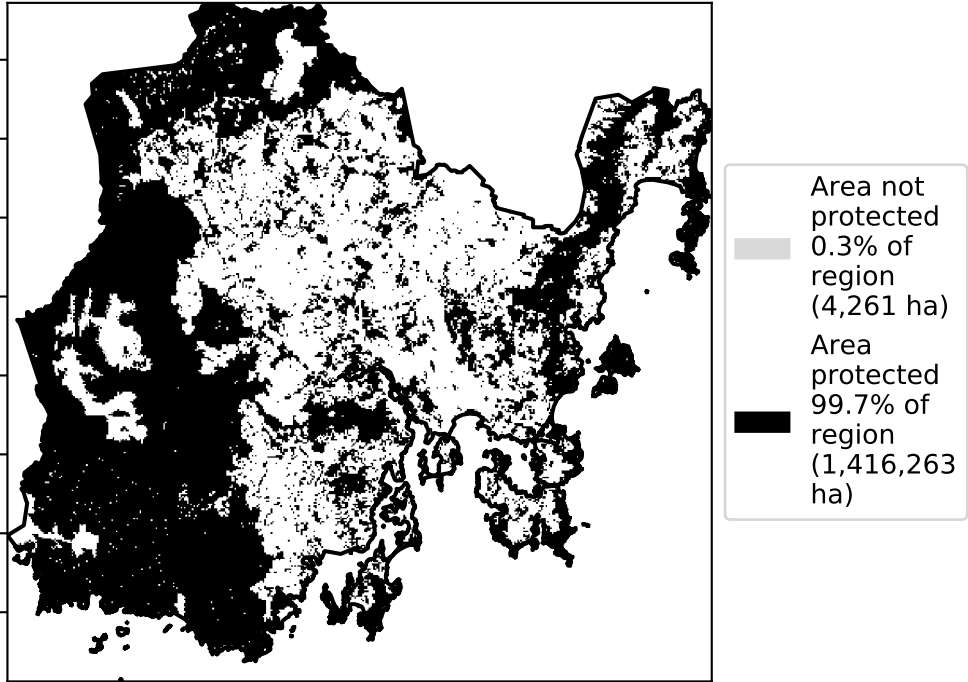 Area not
protected
0.3% of
region
(4,261 ha)
Area
protected
99.7% of
region
(1,416,263
ha)